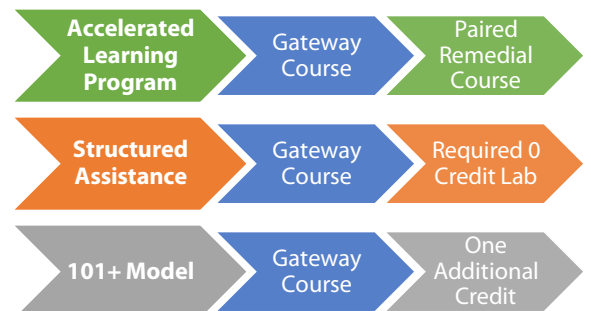 Accelerated
Learning
Program
Gateway
Course
Paired
Remedial
Course
Structured
Assistance
Gateway
Course
Required 0
Credit Lab
101+ Model
Gateway
Course
One
Additional
Credit